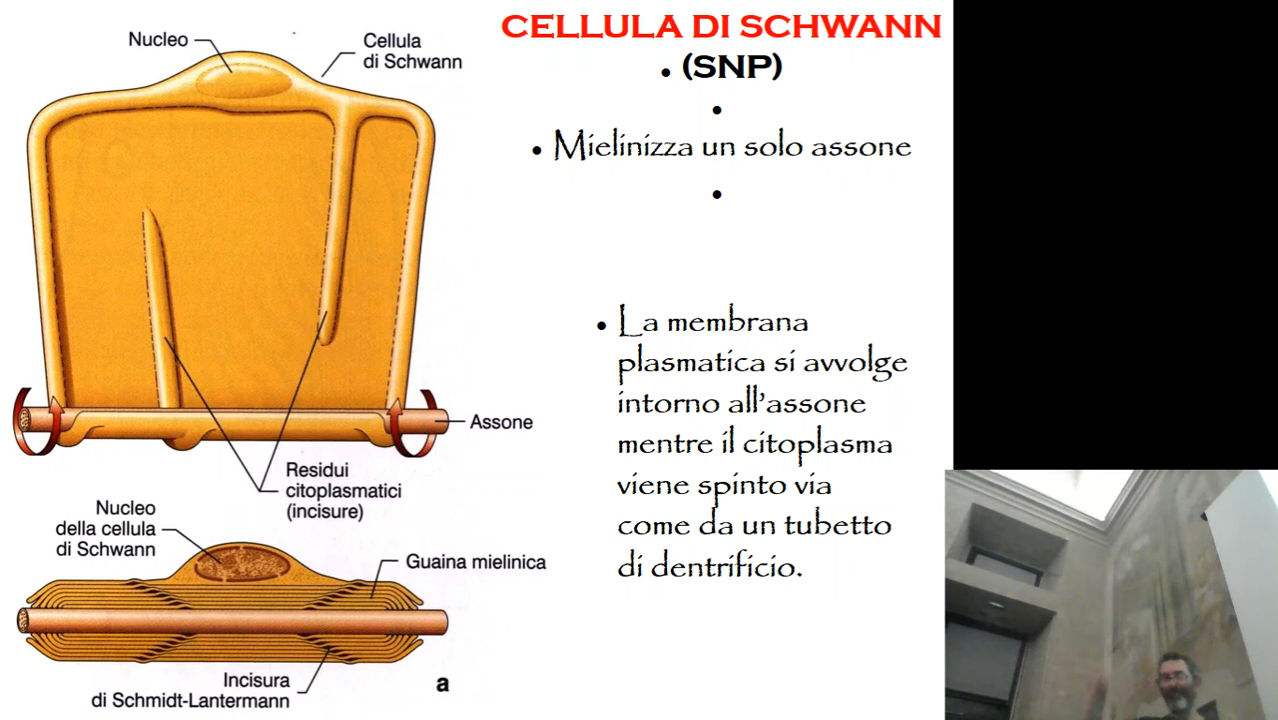 Nucleo
Cellula
di Schwann
Assone
Residui
citoplasmatici
(incisure)
Nucleo
della cellula
di Schwann
Guaina mielinica
Incisura
di Schmidt-Lantermann
a
CELLULA DI SCHWANN
• (SNP)
•
• Mielinizza un solo assone
•
• La membrana
plasmatica si avvolge
intorno all'assone
mentre il citoplasma
viene spinto via
come da un tubetto
di dentrificio.